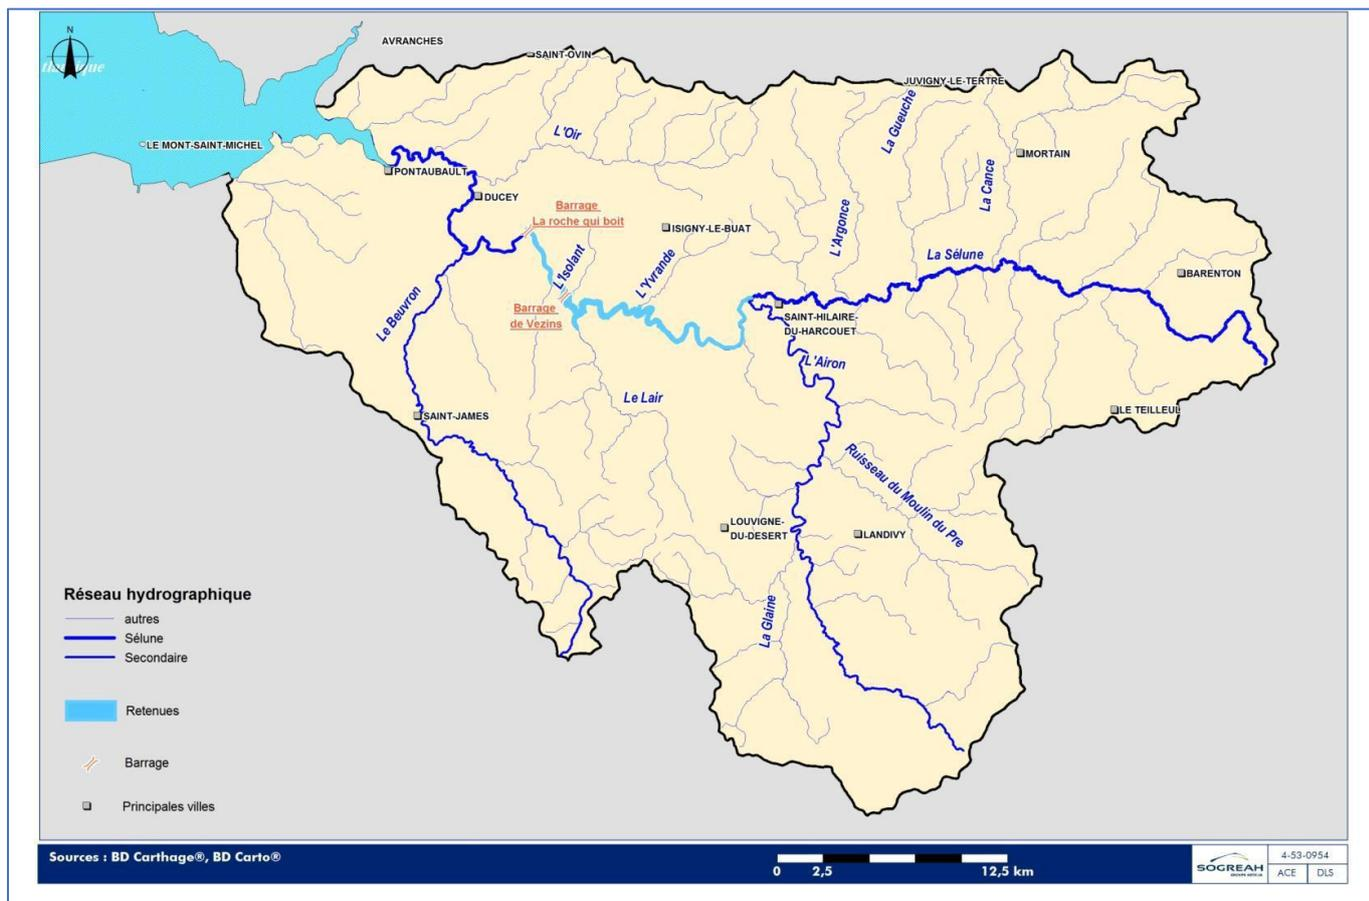 N
AVRANCHES
SAINT-OVIN
JUVIGNY-LE-TERTRE
LE MONT-SAINT-MICHEL
L'Oir
La Gueuche
MORTAIN
PONTAUBAULT
La Cance
DUCEY
Barrage
La roche qui boit
ISIGNY-LE-BUAT
L'Argonce
La Sélune
BARENTON
L'Isolant
L'Yvrande
Le Beuvron
Barrage
de Vezins
SAINT-HILAIRE-
DU-HARCOUET
L'Airon
Le Lair
SAINT-JAMES
LE TEILLEUL
Ruisseau du Moulin du Pre
LOUVIGNE-
DU-DESERT
LANDIVY
La Glaine
Réseau hydrographique
autres
Sélune
Secondaire
Retenues
Barrage
Principales villes
Sources : BD Carthage®, BD Carto®
0 2,5 12,5 km
SOGREAH
4-53-0954
ACE DLS